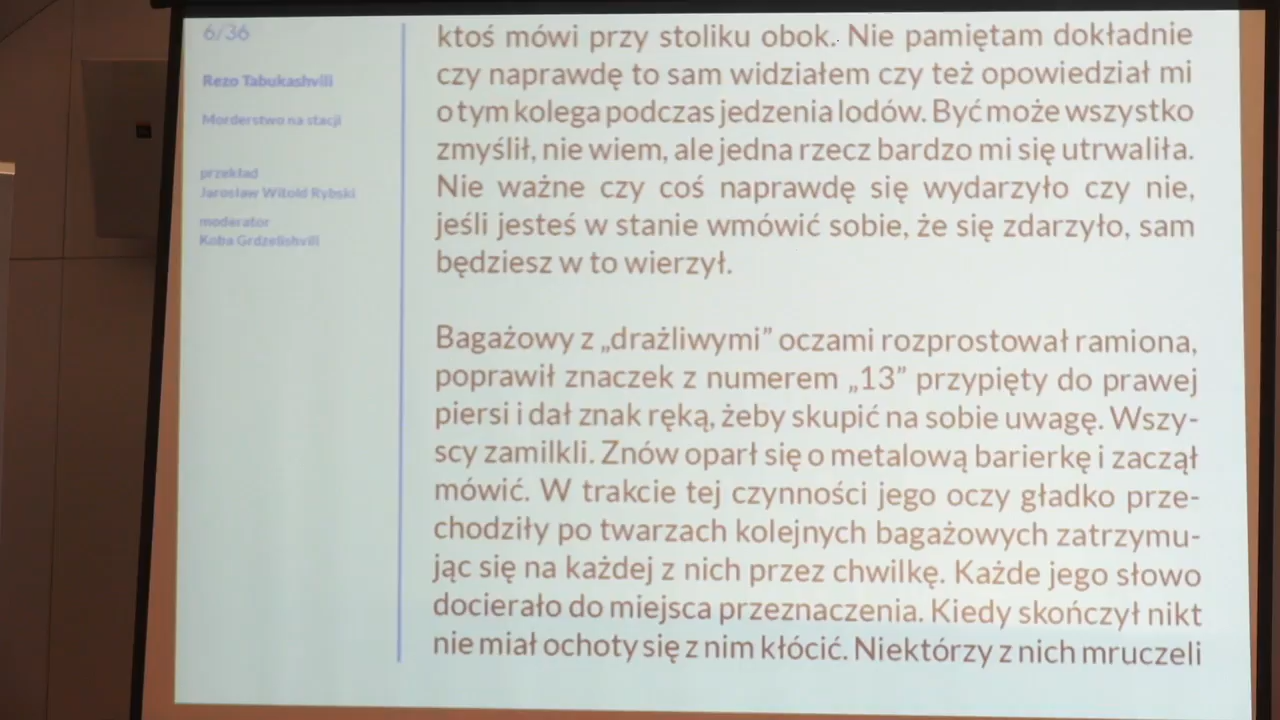 6/36
Rezo Tabukashvili
Morderstwo na stacji
przekład
Jarosław Witold Rybski
moderator
Koba Grdzelishvili
ktoś mówi przy stoliku obok. Nie pamiętam dokładnie
czy naprawdę to sam widziałem czy też opowiedział mi
o tym kolega podczas jedzenia lodów. Być może wszystko
zmyślił, nie wiem, ale jedna rzecz bardzo mi się utrwaliła.
Nie ważne czy coś naprawdę się wydarzyło czy nie,
jeśli jesteś w stanie wmówić sobie, że się zdarzyło, sam
będziesz w to wierzył.
Bagażowy z „drażliwymi” oczami rozprostował ramiona,
poprawił znaczek z numerem „13” przypięty do prawej
piersi i dał znak ręką, żeby skupić na sobie uwagę. Wszy-
scy zamilkli. Znów oparł się o metalową barierkę i zaczął
mówić. W trakcie tej czynności jego oczy gładko prze-
chodziły po twarzach kolejnych bagażowych zatrzymu-
jąc się na każdej z nich przez chwilkę. Każde jego słowo
docierało do miejsca przeznaczenia. Kiedy skończył nikt
nie miał ochoty się z nim kłócić. Niektórzy z nich mruczeli